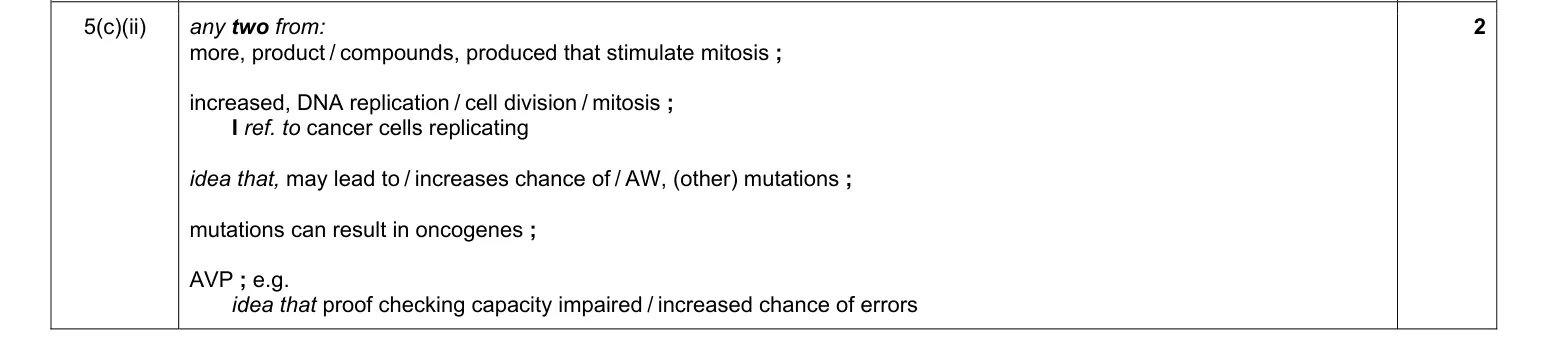 5(c)(ii) any two from: 2
more, product / compounds, produced that stimulate mitosis ;
increased, DNA replication / cell division / mitosis ;
I ref. to cancer cells replicating
idea that, may lead to / increases chance of / AW, (other) mutations ;
mutations can result in oncogenes ;
AVP ; e.g.
idea that proof checking capacity impaired / increased chance of errors